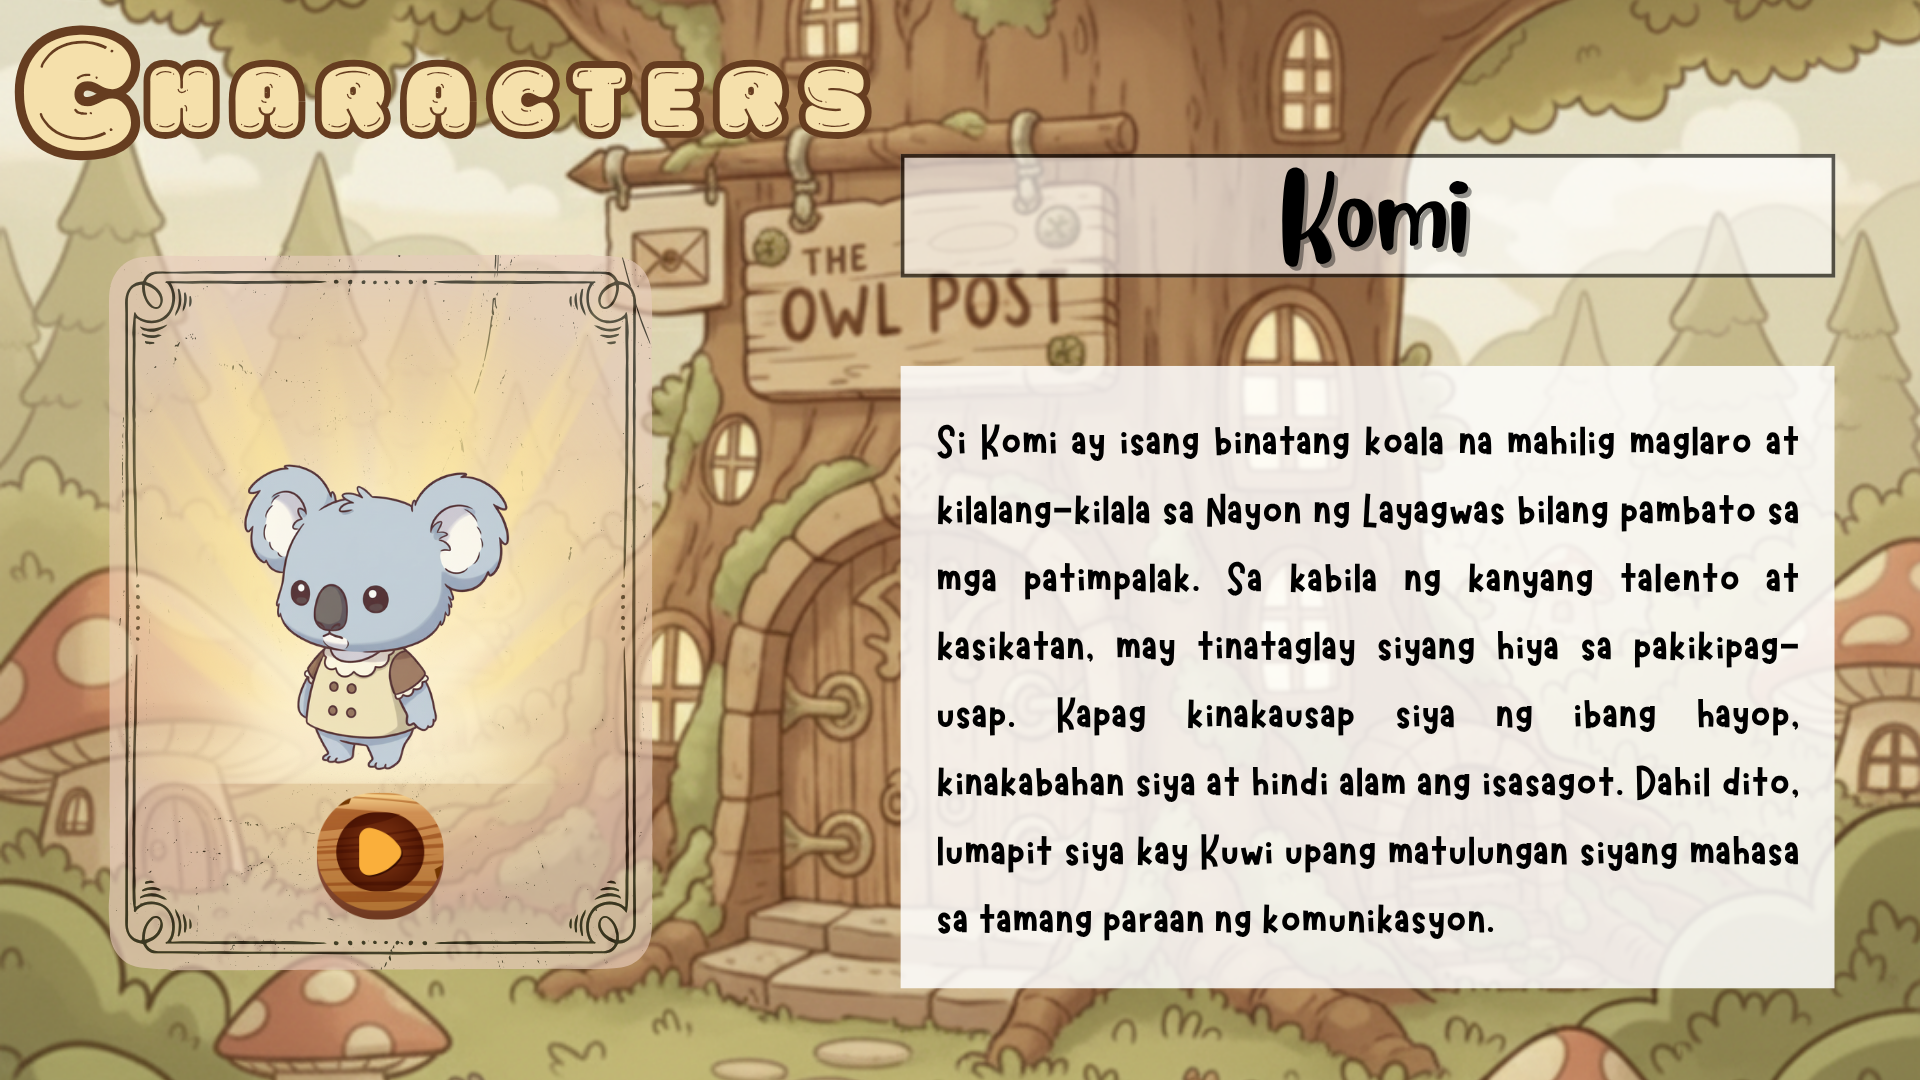 CHARACTERS
Komi
THE
OWL POST
Si Komi ay isang binatang koala na mahilig maglaro at
kilalang-kilala sa Nayon ng Layagwas bilang pambato sa
mga patimpalak. Sa kabila ng kanyang talento at
kasikatan, may tinataglay siyang hiya sa pakikipag-
usap. Kapag kinakausap siya ng ibang hayop,
kinakabahan siya at hindi alam ang isasagot. Dahil dito,
lumapit siya kay Kuwi upang matulungan siyang mahasa
sa tamang paraan ng komunikasyon.